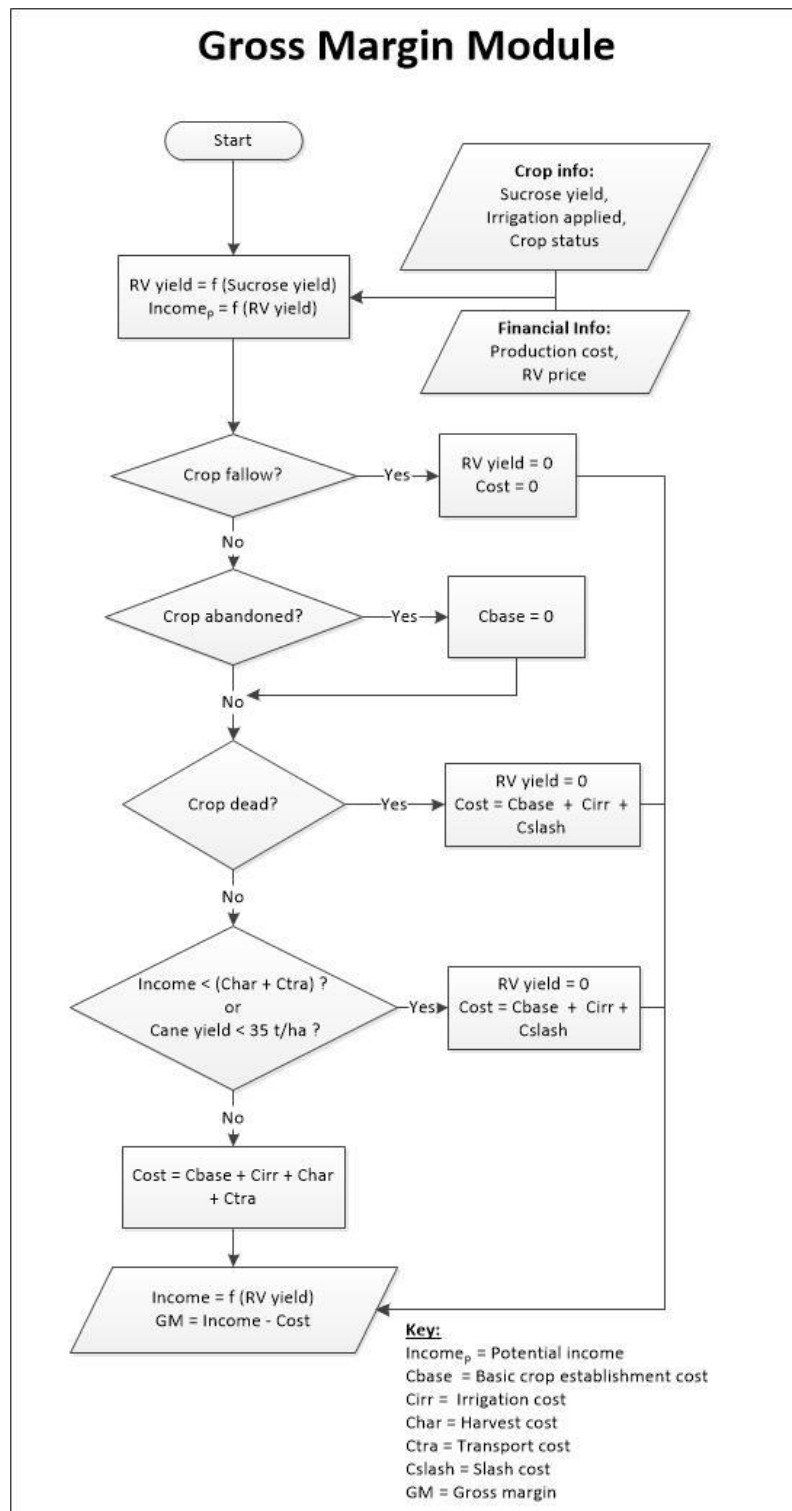 Gross Margin Module
Start
Crop info:
Sucrose yield,
Irrigation applied,
Crop status
RV yield = f (Sucrose yield)
Incomeₚ = f (RV yield)
Financial Info:
Production cost,
RV price
Crop fallow?
Yes
RV yield = 0
Cost = 0
No
Crop abandoned?
Yes
Cbase = 0
No
Crop dead?
Yes
RV yield = 0
Cost = Cbase + Cirr +
Cslash
No
Income < (Char + Ctra) ?
or
Cane yield < 35 t/ha ?
Yes
RV yield = 0
Cost = Cbase + Cirr +
Cslash
No
Cost = Cbase + Cirr + Char
+ Ctra
Income = f (RV yield)
GM = Income - Cost
Key:
Incomeₚ = Potential income
Cbase = Basic crop establishment cost
Cirr = Irrigation cost
Char = Harvest cost
Ctra = Transport cost
Cslash = Slash cost
GM = Gross margin